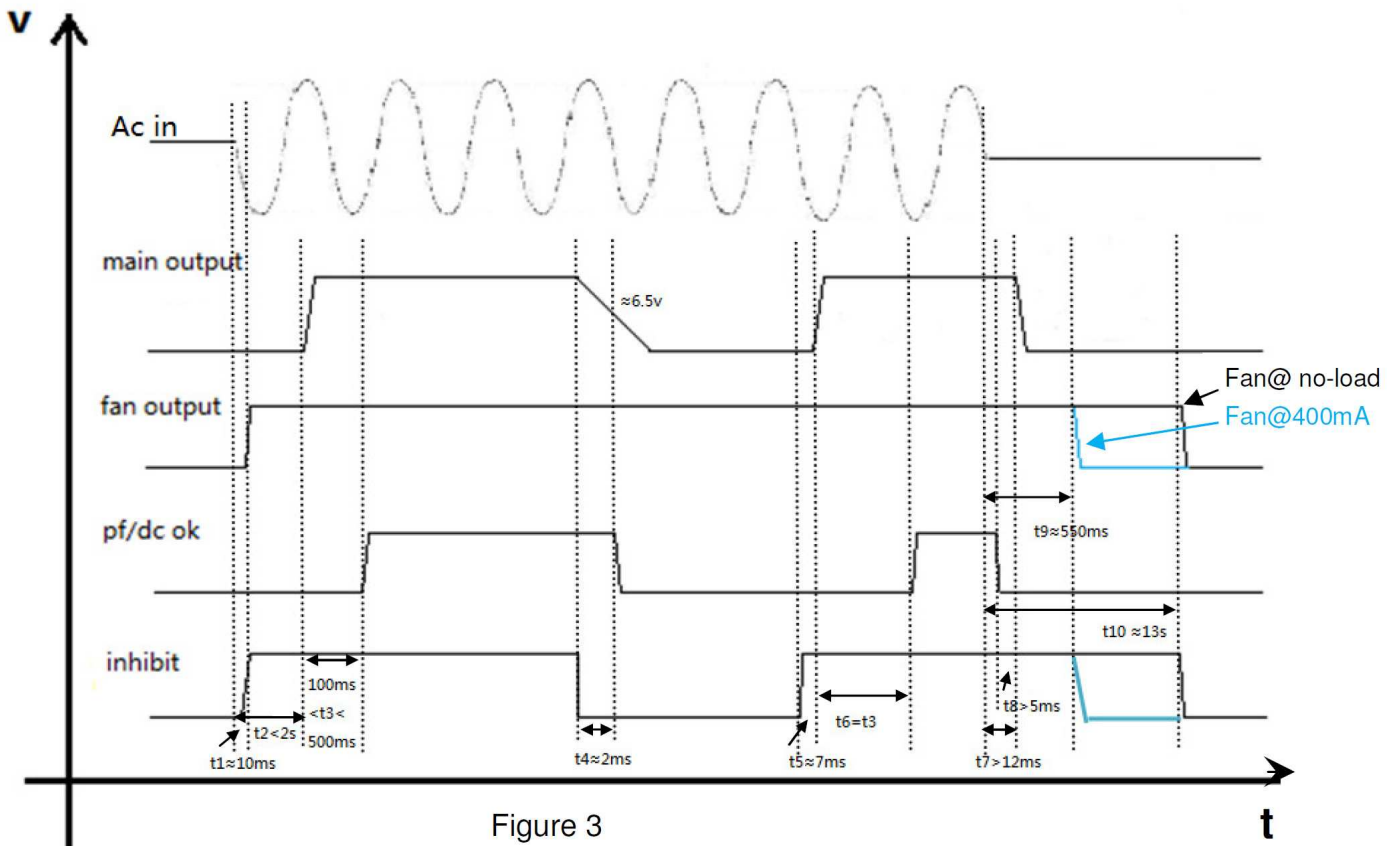 v
Ac in
main output
≈6.5v
Fan@ no-load
fan output
Fan@400mA
pf/dc ok
t9≈550ms
t10 ≈13s
inhibit
100ms
<t3<
500ms
t2<2s
t6=t3
t8>5ms
t1≈10ms
t4≈2ms
t5≈7ms
t7>12ms
Figure 3
t